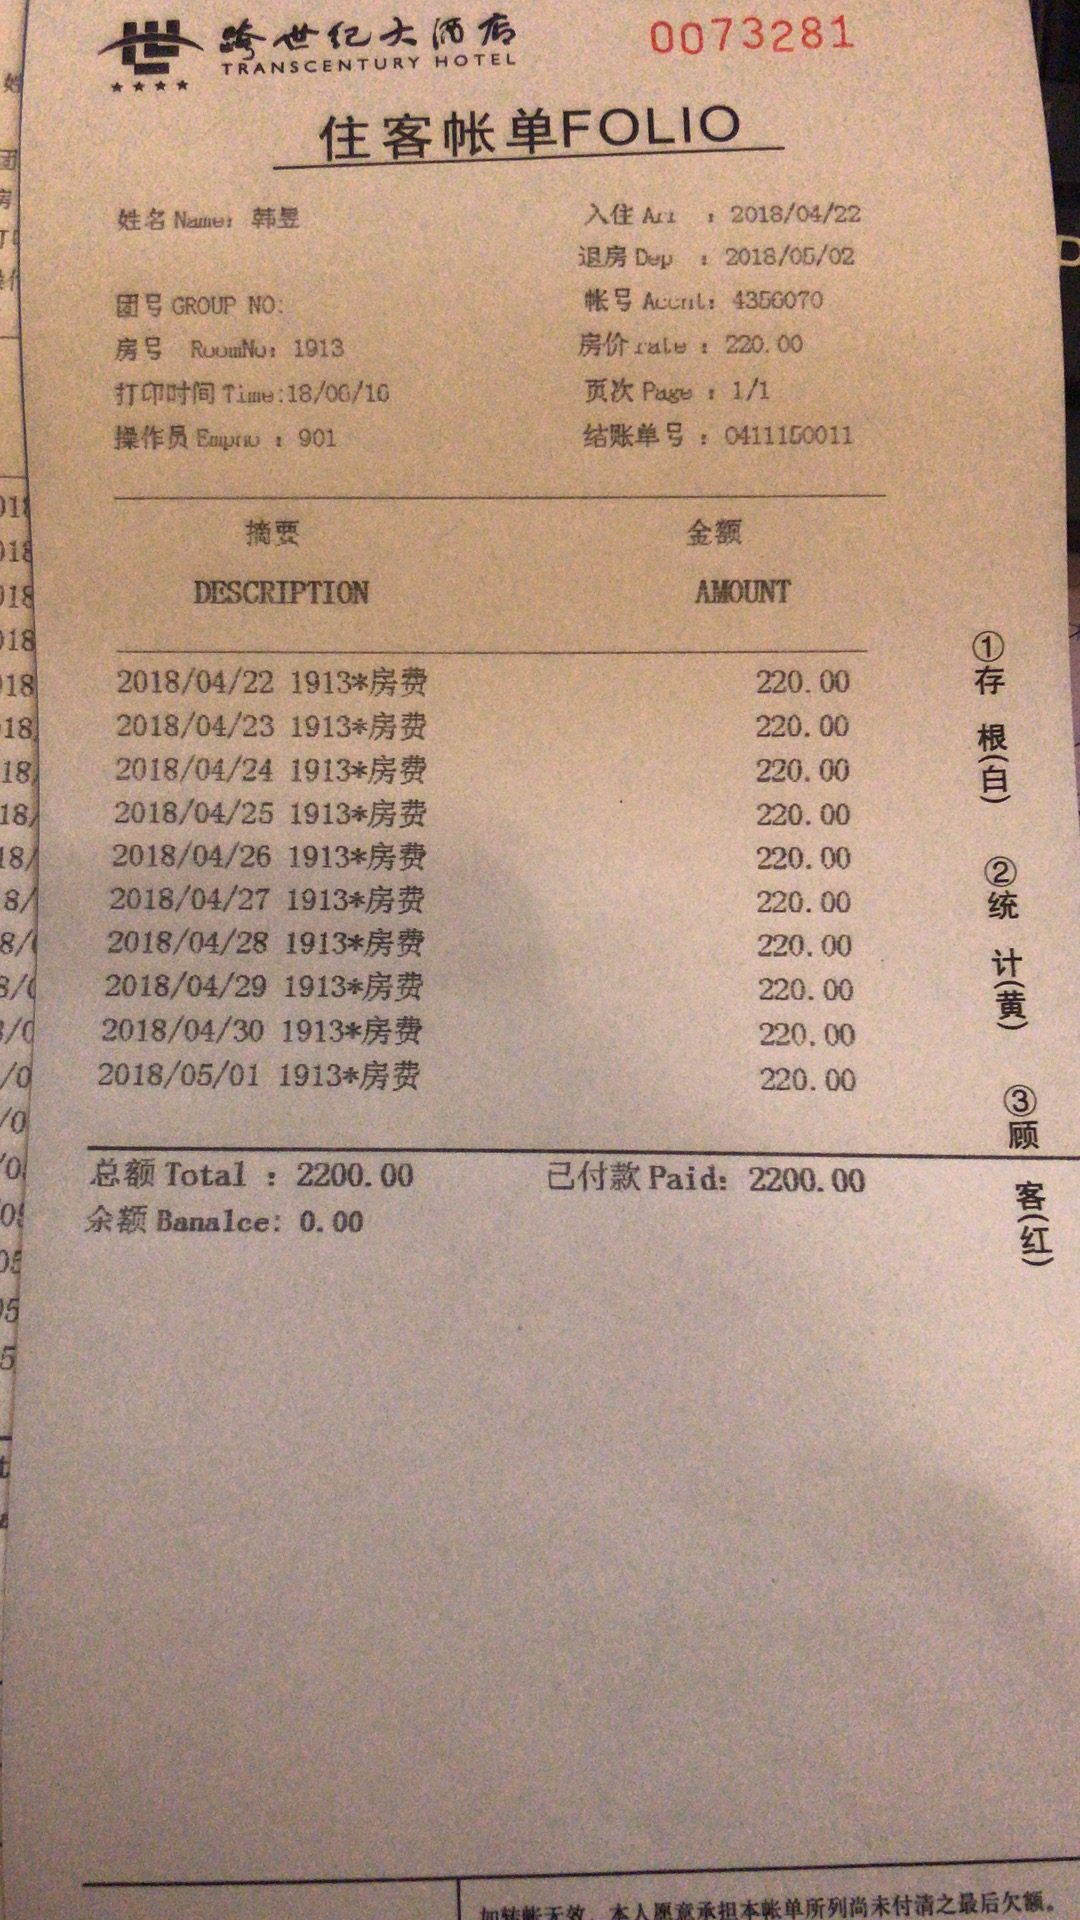 跨世纪大酒店 0073281
TRANSCENTURY HOTEL
住客帐单FOLIO
姓名 Name: 韩昱 入住 Arr : 2018/04/22
退房 Dep : 2018/05/02
团号 GROUP NO: 帐号 Accnt: 4356070
房号 RoomNo: 1913 房价 rate : 220.00
打印时间 Time:18/06/16 页次 Page : 1/1
操作员 Empno : 901 结账单号 : 0411150011
摘要 金额
DESCRIPTION AMOUNT
2018/04/22 1913*房费 220.00
2018/04/23 1913*房费 220.00
2018/04/24 1913*房费 220.00
2018/04/25 1913*房费 220.00
2018/04/26 1913*房费 220.00
2018/04/27 1913*房费 220.00
2018/04/28 1913*房费 220.00
2018/04/29 1913*房费 220.00
2018/04/30 1913*房费 220.00
2018/05/01 1913*房费 220.00
总额 Total : 2200.00 已付款 Paid: 2200.00
余额 Banalce: 0.00
①存根(白) ②统计(黄) ③顾客(红)
如转帐无效，本人愿意承担本帐单所列尚未付清之最后欠额。